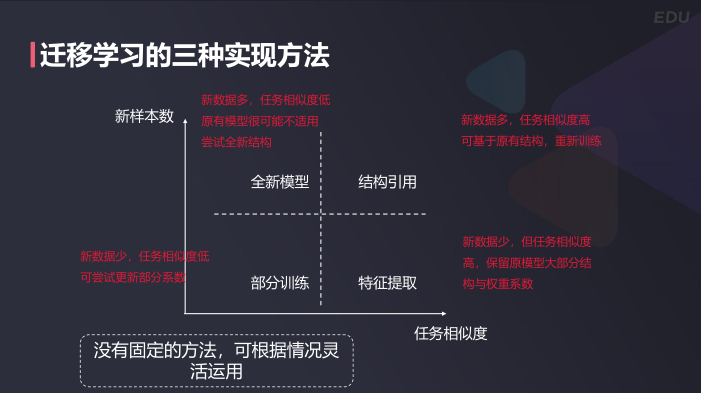 EDU
迁移学习的三种实现方法
新数据多，任务相似度低
原有模型很可能不适用
尝试全新结构
新样本数
新数据多，任务相似度高
可基于原有结构，重新训练
全新模型
结构引用
新数据少，任务相似度低
可尝试更新部分系数
新数据少，但任务相似度
高，保留原模型大部分结
构与权重系数
部分训练
特征提取
任务相似度
没有固定的方法，可根据情况灵
活运用